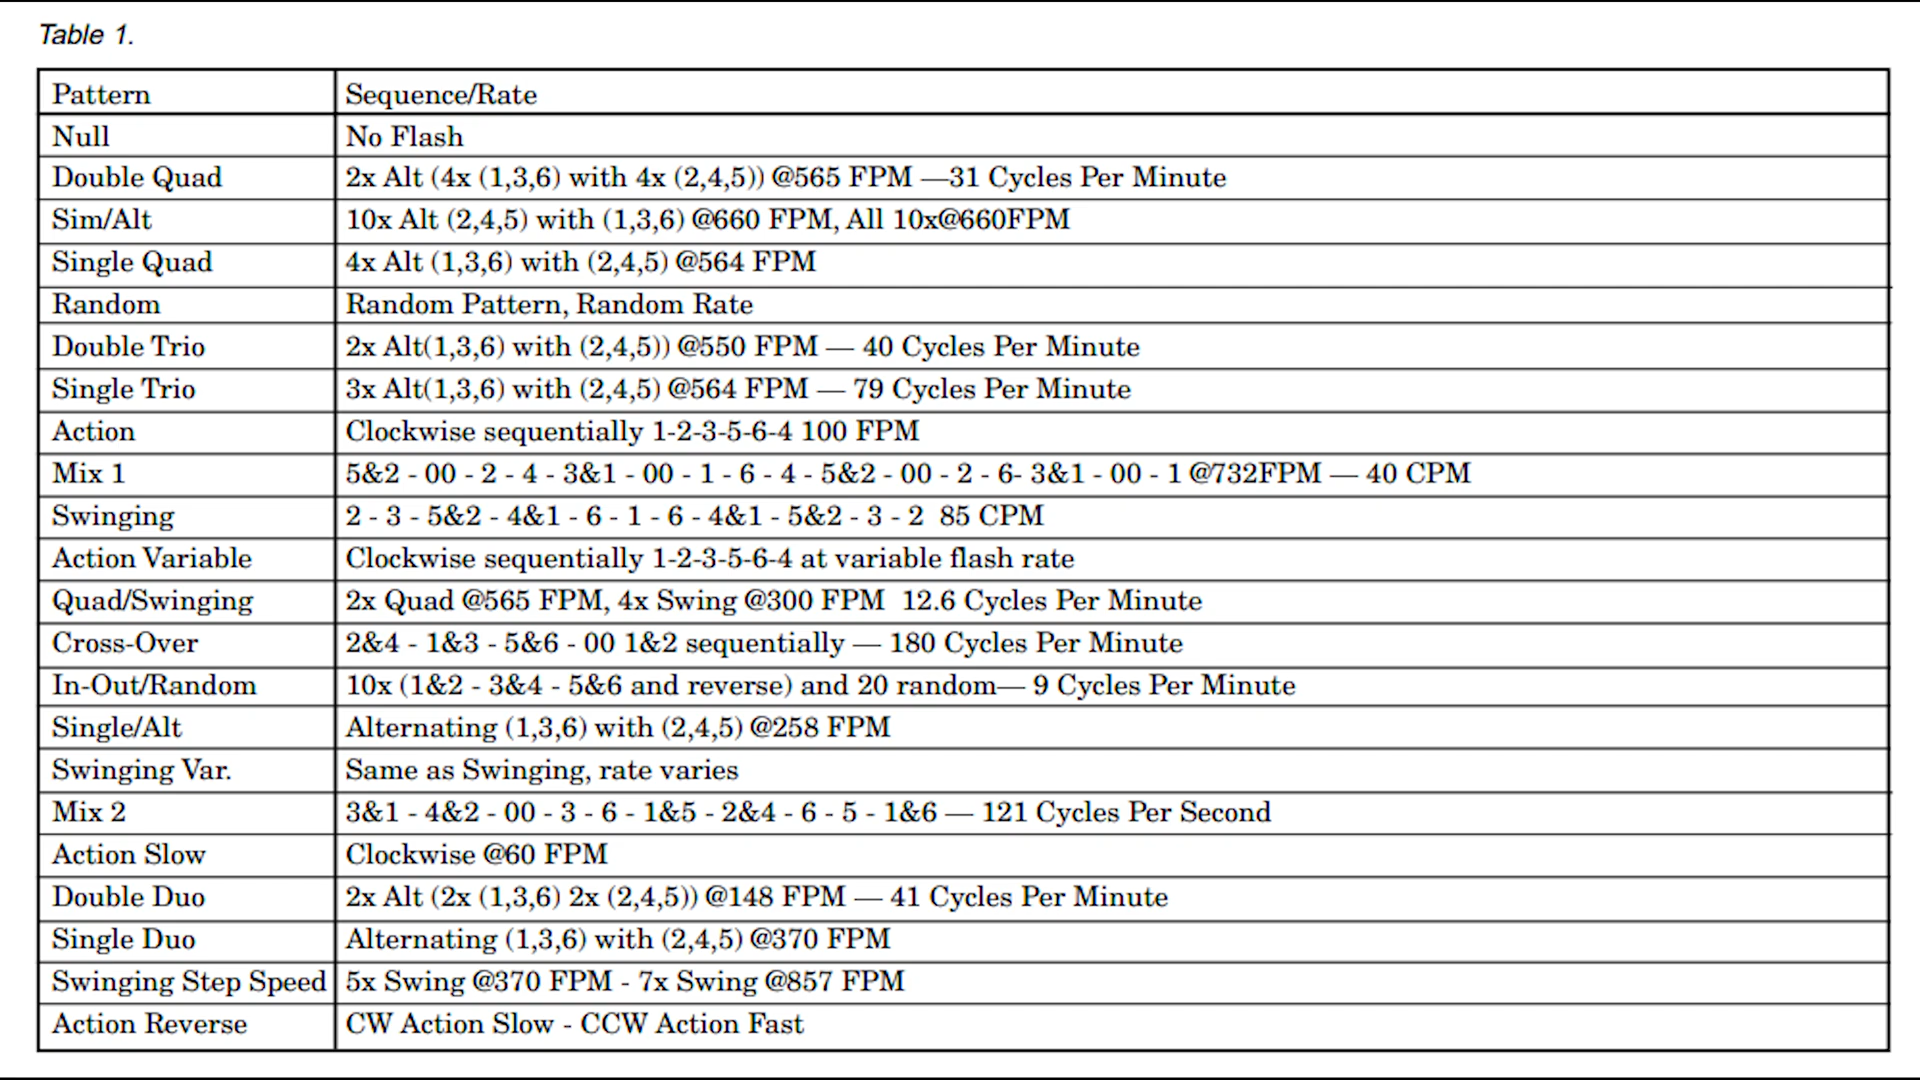 Table 1.
Pattern Sequence/Rate
Null No Flash
Double Quad 2x Alt (4x (1,3,6) with 4x (2,4,5)) @565 FPM —31 Cycles Per Minute
Sim/Alt 10x Alt (2,4,5) with (1,3,6) @660 FPM, All 10x@660FPM
Single Quad 4x Alt (1,3,6) with (2,4,5) @564 FPM
Random Random Pattern, Random Rate
Double Trio 2x Alt(1,3,6) with (2,4,5)) @550 FPM — 40 Cycles Per Minute
Single Trio 3x Alt(1,3,6) with (2,4,5) @564 FPM — 79 Cycles Per Minute
Action Clockwise sequentially 1-2-3-5-6-4 100 FPM
Mix 1 5&2 - 00 - 2 - 4 - 3&1 - 00 - 1 - 6 - 4 - 5&2 - 00 - 2 - 6- 3&1 - 00 - 1 @732FPM — 40 CPM
Swinging 2 - 3 - 5&2 - 4&1 - 6 - 1 - 6 - 4&1 - 5&2 - 3 - 2 85 CPM
Action Variable Clockwise sequentially 1-2-3-5-6-4 at variable flash rate
Quad/Swinging 2x Quad @565 FPM, 4x Swing @300 FPM 12.6 Cycles Per Minute
Cross-Over 2&4 - 1&3 - 5&6 - 00 1&2 sequentially — 180 Cycles Per Minute
In-Out/Random 10x (1&2 - 3&4 - 5&6 and reverse) and 20 random— 9 Cycles Per Minute
Single/Alt Alternating (1,3,6) with (2,4,5) @258 FPM
Swinging Var. Same as Swinging, rate varies
Mix 2 3&1 - 4&2 - 00 - 3 - 6 - 1&5 - 2&4 - 6 - 5 - 1&6 — 121 Cycles Per Second
Action Slow Clockwise @60 FPM
Double Duo 2x Alt (2x (1,3,6) 2x (2,4,5)) @148 FPM — 41 Cycles Per Minute
Single Duo Alternating (1,3,6) with (2,4,5) @370 FPM
Swinging Step Speed 5x Swing @370 FPM - 7x Swing @857 FPM
Action Reverse CW Action Slow - CCW Action Fast